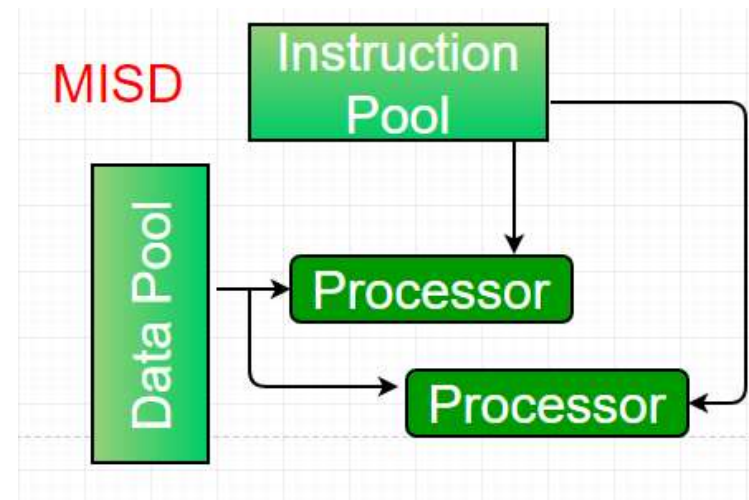 MISD
Instruction
Pool
Data Pool
Processor
Processor